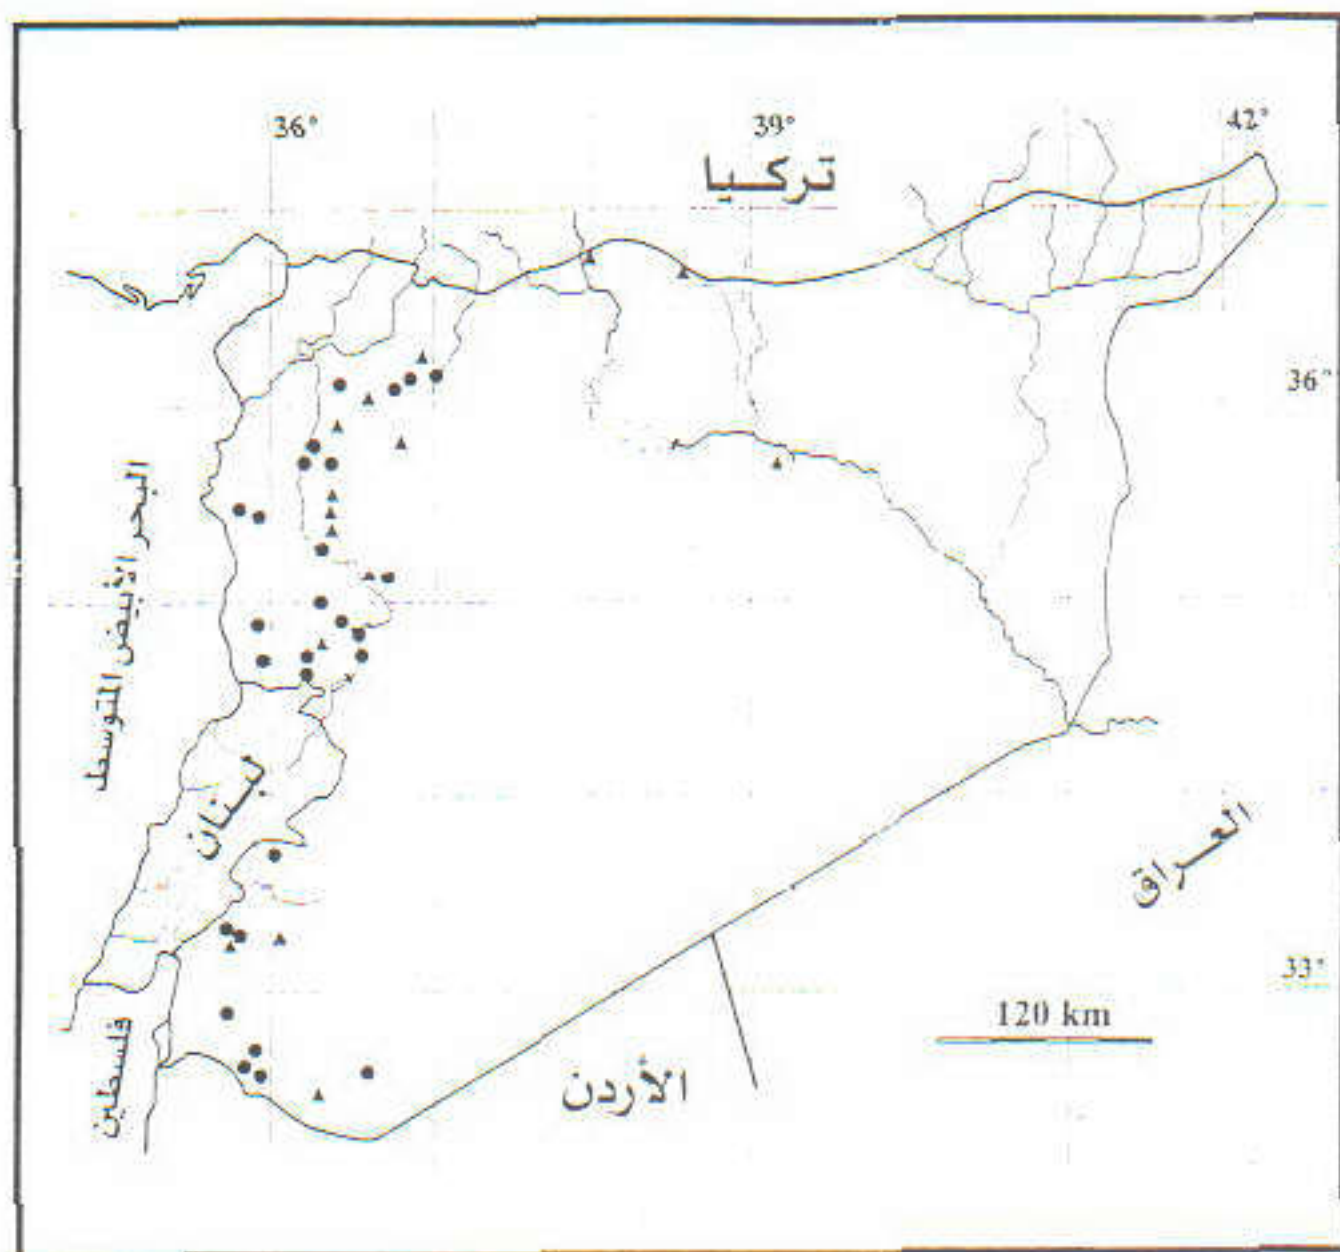 36°
39°
42°
تركيا
36°
البحر الأبيض المتوسط
لبنان
العراق
33°
120 km
فلسطين
الأردن